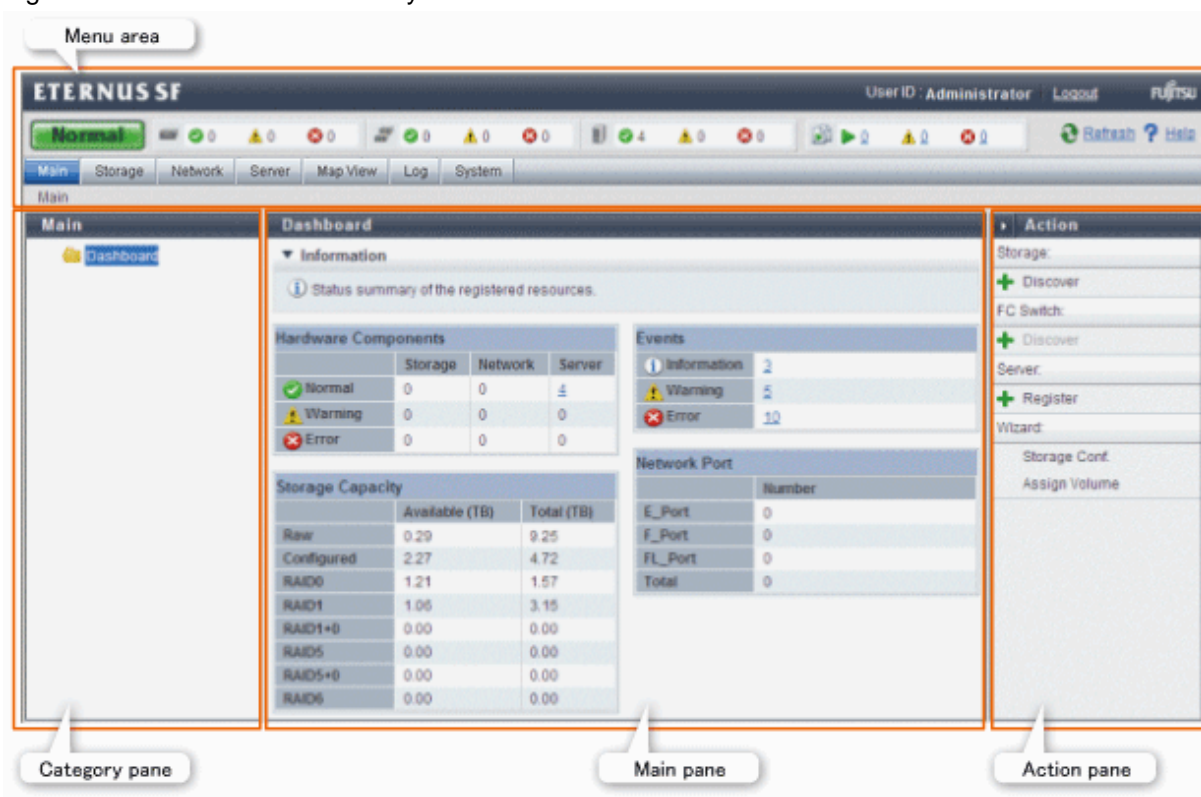 Menu area
ETERNUS SF
User ID : Administrator Logout FUJITSU
Normal 0 0 0 0 0 0 4 0 0 0 0 0 Refresh ? Help
Main Storage Network Server Map View Log System
Main
Main
Dashboard
Dashboard
Information
Status summary of the registered resources.
Hardware Components
Storage Network Server
Normal 0 0 4
Warning 0 0 0
Error 0 0 0
Storage Capacity
Available (TB) Total (TB)
Raw 0.29 9.25
Configured 2.27 4.72
RAID0 1.21 1.57
RAID1 1.06 3.15
RAID1+0 0.00 0.00
RAID5 0.00 0.00
RAID5+0 0.00 0.00
RAID6 0.00 0.00
Events
Information 3
Warning 5
Error 10
Network Port
Number
E_Port 0
F_Port 0
FL_Port 0
Total 0
Action
Storage:
Discover
FC Switch:
Discover
Server:
Register
Wizard:
Storage Conf.
Assign Volume
Category pane
Main pane
Action pane